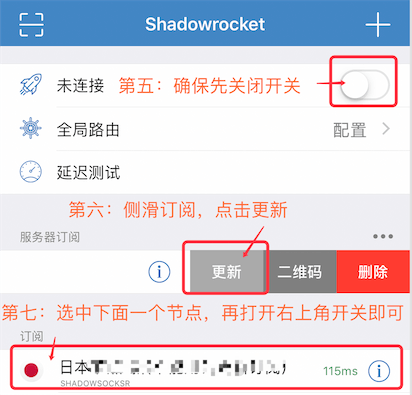 Shadowrocket
未连接
第五：确保先关闭开关
全局路由
配置
延迟测试
第六：侧滑订阅，点击更新
服务器订阅
更新
二维码
删除
第七：选中下面一个节点，再打开右上角开关即可
订阅
日本
115ms
SHADOWSOCKSR